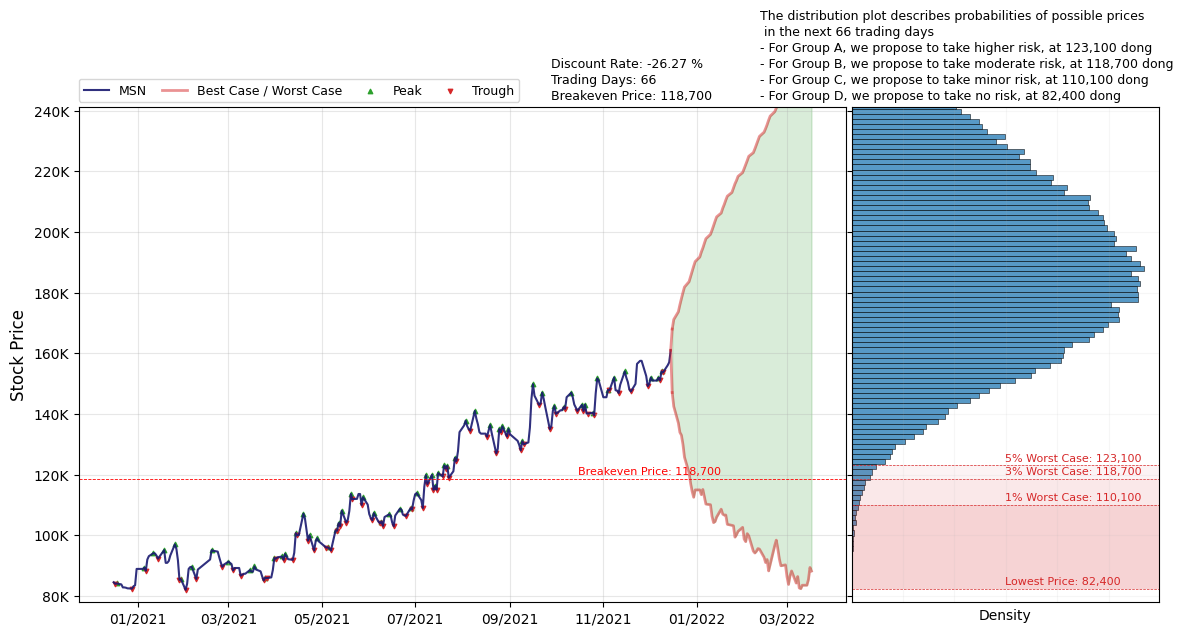 The distribution plot describes probabilities of possible prices
in the next 66 trading days
- For Group A, we propose to take higher risk, at 123,100 dong
- For Group B, we propose to take moderate risk, at 118,700 dong
- For Group C, we propose to take minor risk, at 110,100 dong
- For Group D, we propose to take no risk, at 82,400 dong
Discount Rate: -26.27 %
Trading Days: 66
Breakeven Price: 118,700
MSN
Best Case / Worst Case
Peak
Trough
Stock Price
240K
220K
200K
180K
160K
140K
120K
100K
80K
Breakeven Price: 118,700
5% Worst Case: 123,100
3% Worst Case: 118,700
1% Worst Case: 110,100
Lowest Price: 82,400
01/2021
03/2021
05/2021
07/2021
09/2021
11/2021
01/2022
03/2022
Density